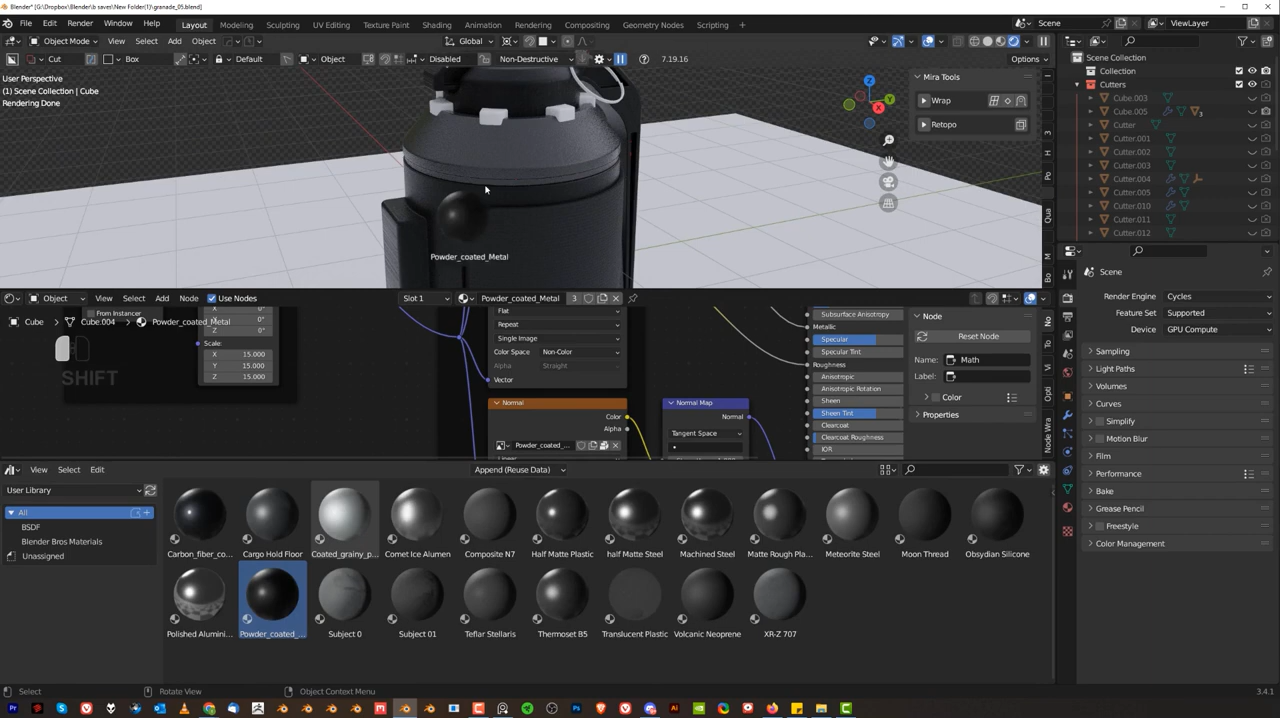 Blender* [G:\Dropbox\Blender\b saves\New Folder(1)\granade_05.blend]
File Edit Render Window Help Layout Modeling Sculpting UV Editing Texture Paint Shading Animation Rendering Compositing Geometry Nodes Scripting + Scene ViewLayer
Object Mode View Select Add Object Global
Cut Box Default Object Disabled Non-Destructive 7.19.16 Options
User Perspective
(1) Scene Collection | Cube
Rendering Done
Mira Tools
Wrap
Retopo
Powder_coated_Metal
Scene Collection
Collection
Cutters
Cube.003
Cube.005
Cutter
Cutter.001
Cutter.002
Cutter.003
Cutter.004
Cutter.005
Cutter.010
Cutter.011
Cutter.012
Object View Select Add Node Use Nodes Slot 1 Powder_coated_Metal 3
Cube Cube.004 Powder_coated_Metal
From Instancer
X 0°
Y 0°
Z 0°
Scale:
X 15.000
Y 15.000
Z 15.000
SHIFT
Flat
Repeat
Single Image
Color Space Non-Color
Alpha Straight
Vector
Normal
Color
Alpha
Powder_coated_...
Normal Map
Normal
Tangent Space
Subsurface Anisotropy
Metallic
Specular
Specular Tint
Roughness
Anisotropic
Anisotropic Rotation
Sheen
Sheen Tint
Clearcoat
Clearcoat Roughness
IOR
Node
Reset Node
Name: Math
Label:
Color
Properties
Scene
Render Engine Cycles
Feature Set Supported
Device GPU Compute
Sampling
Light Paths
Volumes
Curves
Simplify
Motion Blur
Film
Performance
Bake
Grease Pencil
Freestyle
Color Management
View Select Edit Append (Reuse Data)
User Library
All
BSDF
Blender Bros Materials
Unassigned
Carbon_fiber_co... Cargo Hold Floor Coated_grainy_p... Comet Ice Alumen Composite N7 Half Matte Plastic half Matte Steel Machined Steel Matte Rough Pla... Meteorite Steel Moon Thread Obsydian Silicone
Polished Alumini... Powder_coated_... Subject 0 Subject 01 Teflar Stellaris Thermoset B5 Translucent Plastic Volcanic Neoprene XR-Z 707
Select Rotate View Object Context Menu 3.4.1